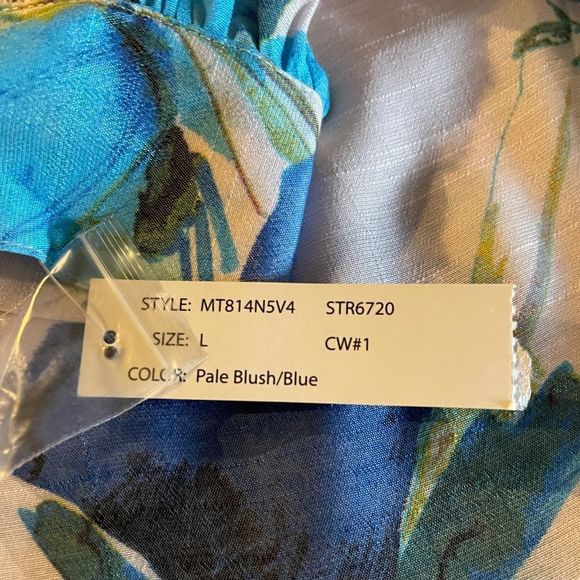 STYLE: MT814N5V4 STR6720
SIZE: L CW#1
COLOR: Pale Blush/Blue